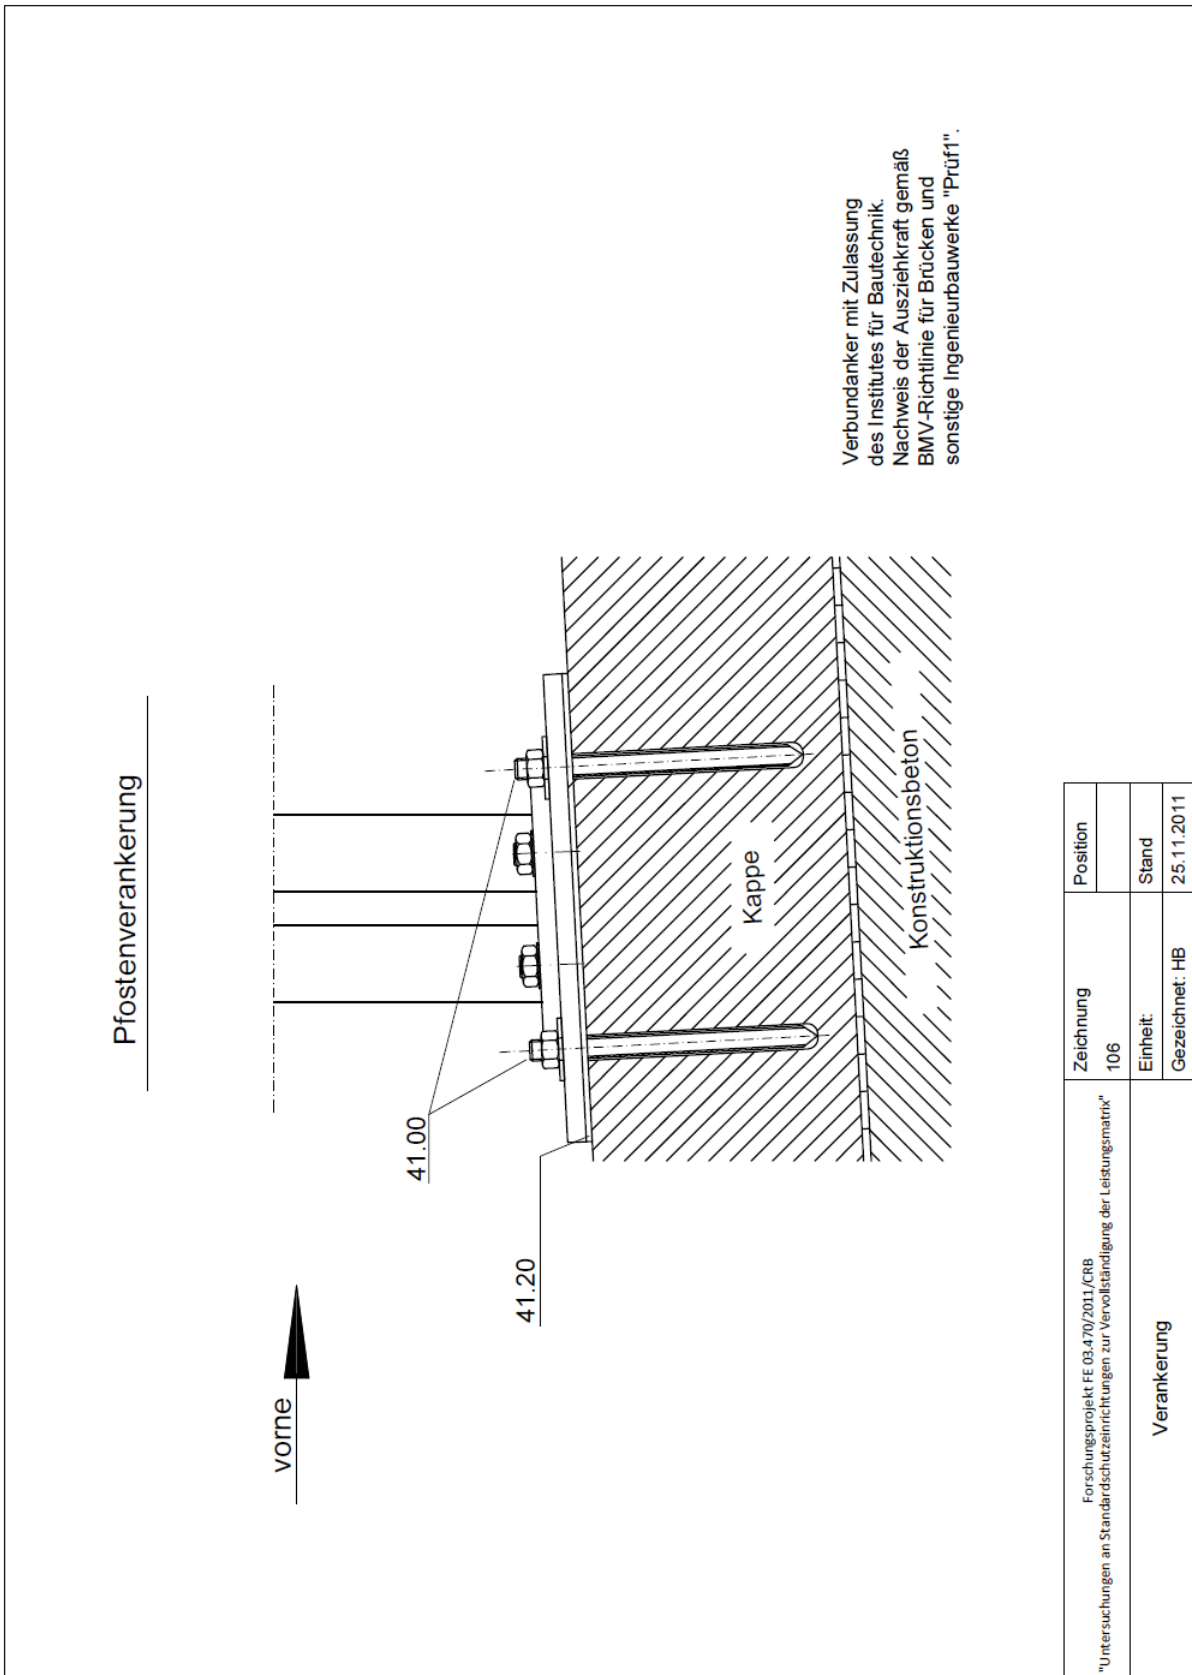 Pfostenverankerung
vorne
41.00
41.20
Kappe
Konstruktionsbeton
Verbundanker mit Zulassung
des Institutes für Bautechnik.
Nachweis der Ausziehkraft gemäß
BMV-Richtlinie für Brücken und
sonstige Ingenieurbauwerke "Prüf1".
Forschungsprojekt FE 03.470/2011/CRB
"Untersuchungen an Standardschutzeinrichtungen zur Vervollständigung der Leistungsmatrix"
Zeichnung
106
Position
Verankerung
Einheit:
Stand
Gezeichnet: HB
25.11.2011